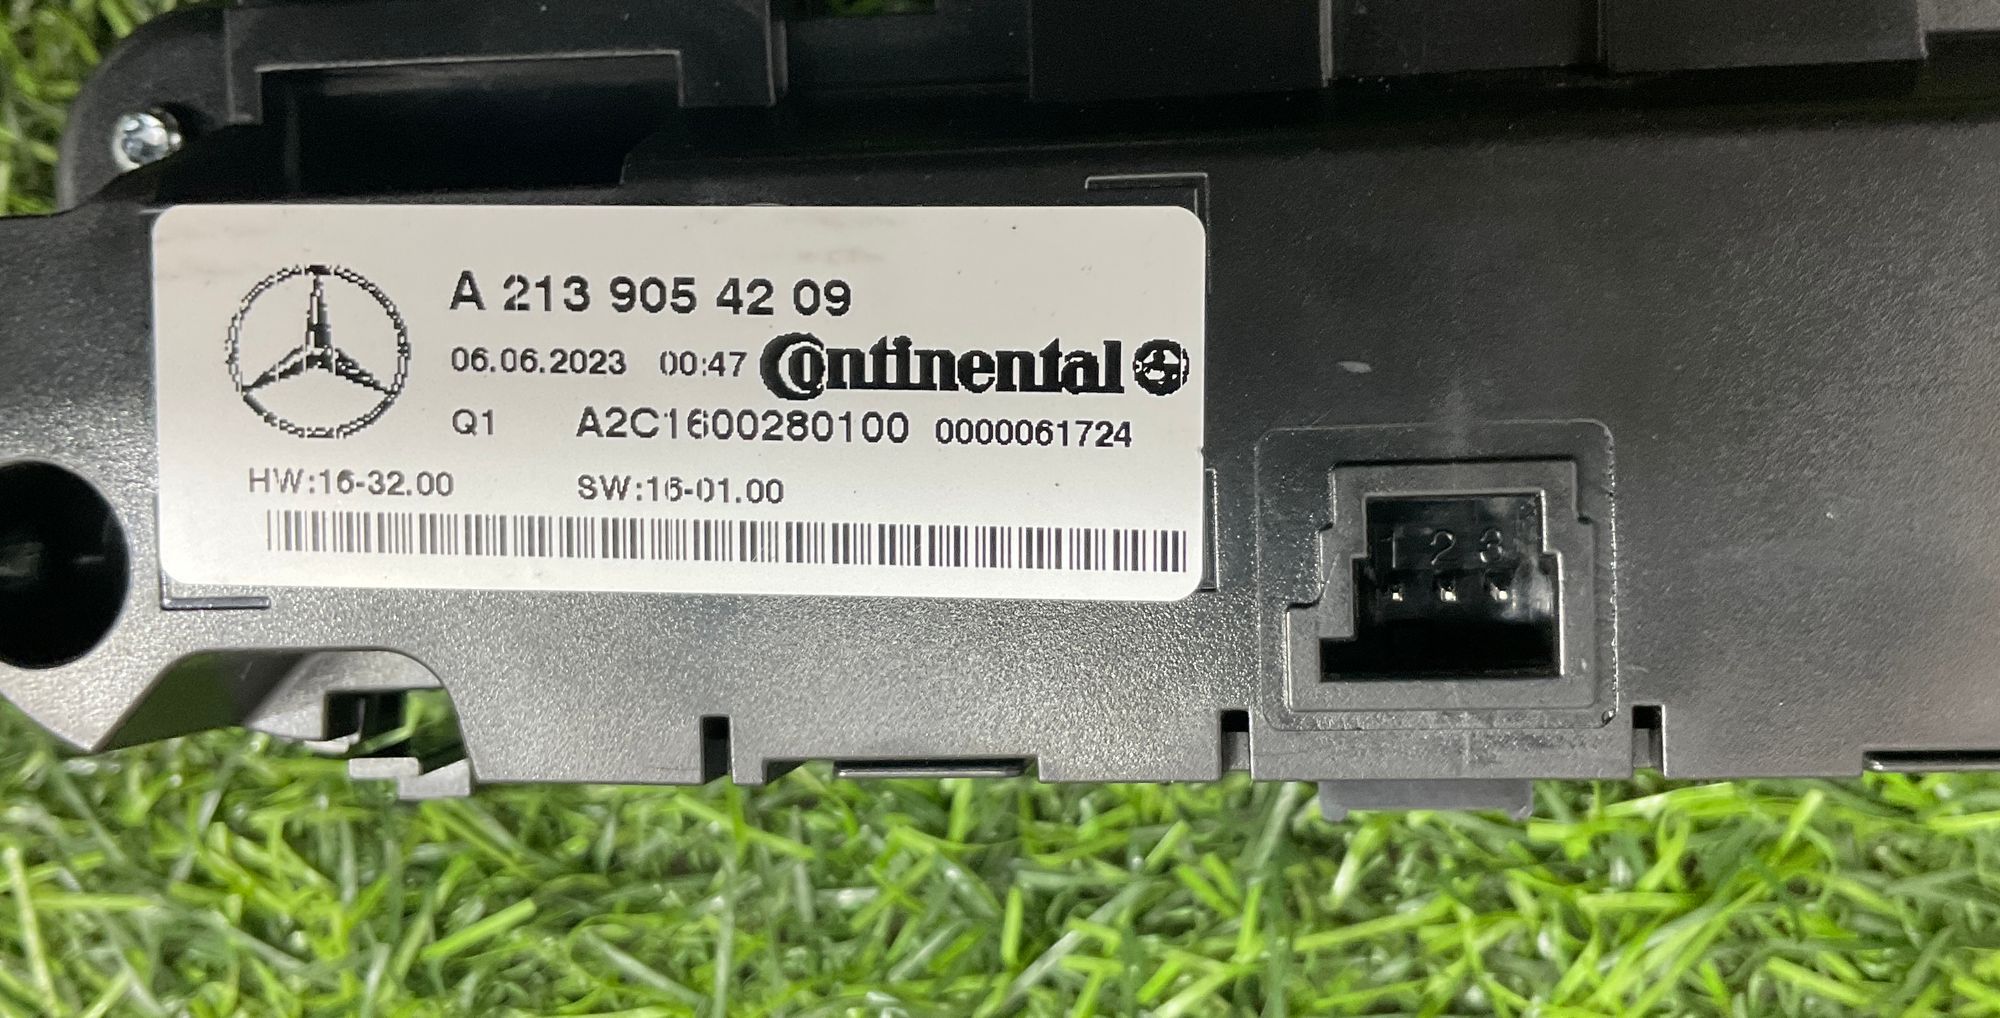 A 213 905 42 09
06.06.2023 00:47 Continental
Q1 A2C1600280100 0000061724
HW:16-32.00 SW:16-01.00
1 2 3